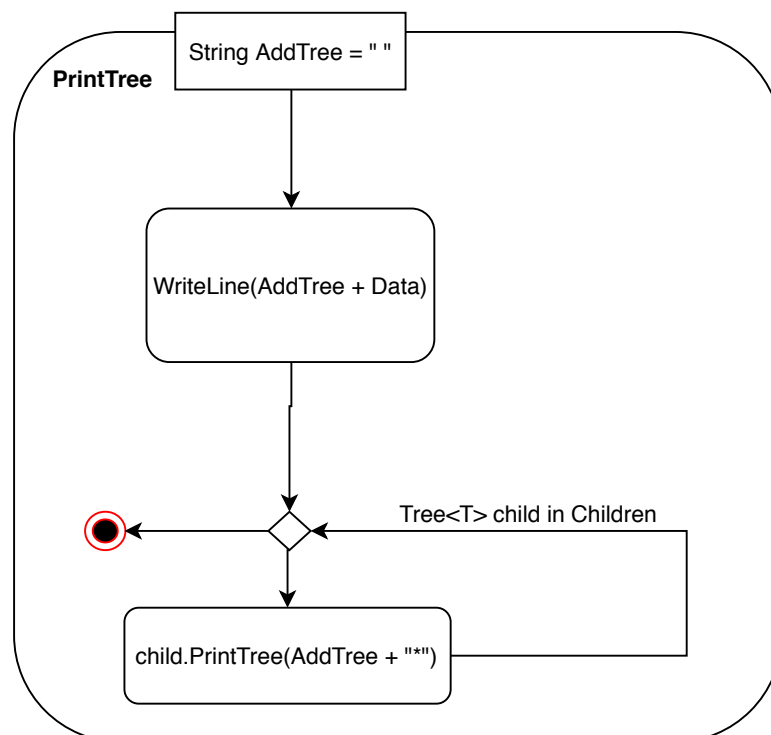 String AddTree = " "
PrintTree
WriteLine(AddTree + Data)
Tree<T> child in Children
child.PrintTree(AddTree + "*")